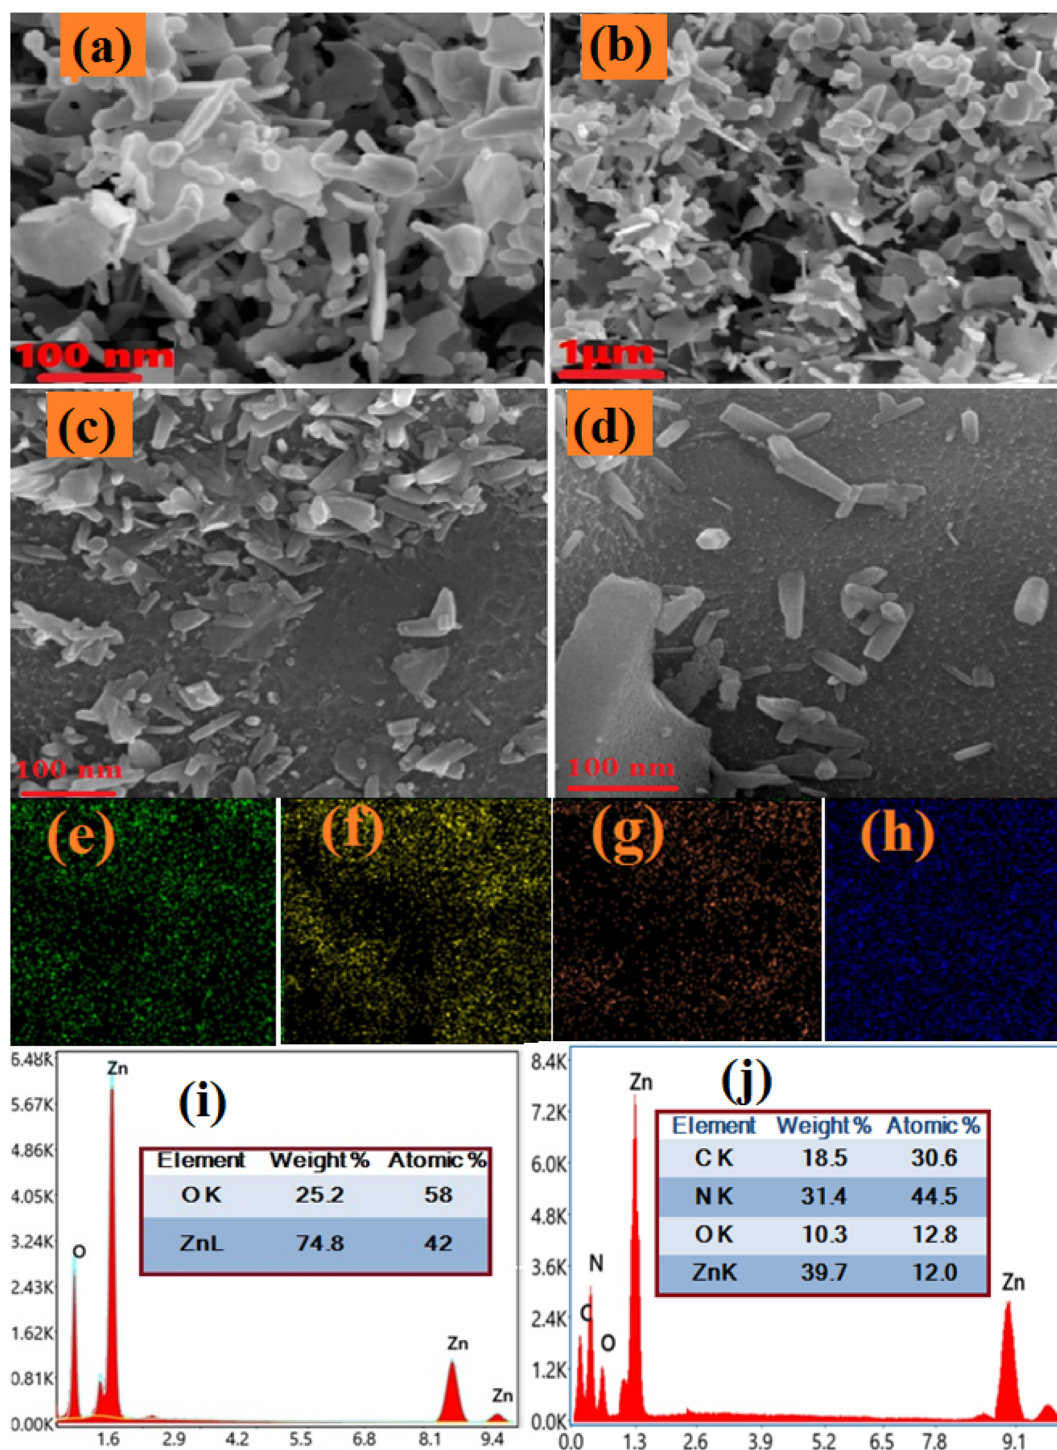 (a)
(b)
100 nm
1µm
(c)
(d)
100 nm
100 nm
(e)
(f)
(g)
(h)
(i)
6.48K
5.67K
4.86K
4.05K
3.24K
2.43K
1.62K
0.81K
0.00K
Zn
O
Zn
Zn
Element Weight % Atomic %
O K 25.2 58
ZnL 74.8 42
1.6 2.9 4.2 5.5 6.8 8.1 9.4
(j)
8.4K
7.2K
6.0K
4.8K
3.6K
2.4K
1.2K
0.0K
Zn
N
C
O
Zn
Element Weight % Atomic %
C K 18.5 30.6
N K 31.4 44.5
O K 10.3 12.8
ZnK 39.7 12.0
0.0 1.3 2.6 3.9 5.2 6.5 7.8 9.1